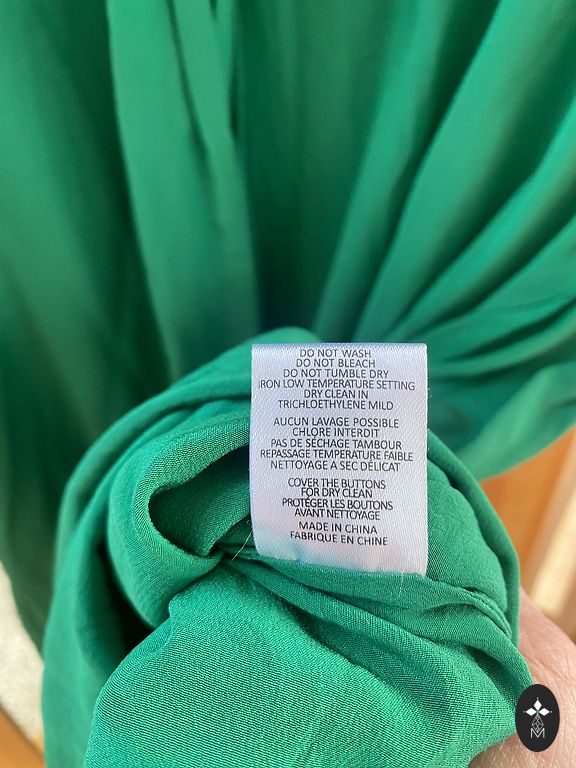 DO NOT WASH
DO NOT BLEACH
DO NOT TUMBLE DRY
IRON LOW TEMPERATURE SETTING
DRY CLEAN IN
TRICHLOETHYLENE MILD
AUCUN LAVAGE POSSIBLE
CHLORE INTERDIT
PAS DE SÉCHAGE TAMBOUR
REPASSAGE TEMPÉRATURE FAIBLE
NETTOYAGE A SEC DÉLICAT
COVER THE BUTTONS
FOR DRY CLEAN
PROTÉGER LES BOUTONS
AVANT NETTOYAGE
MADE IN CHINA
FABRIQUE EN CHINE
M